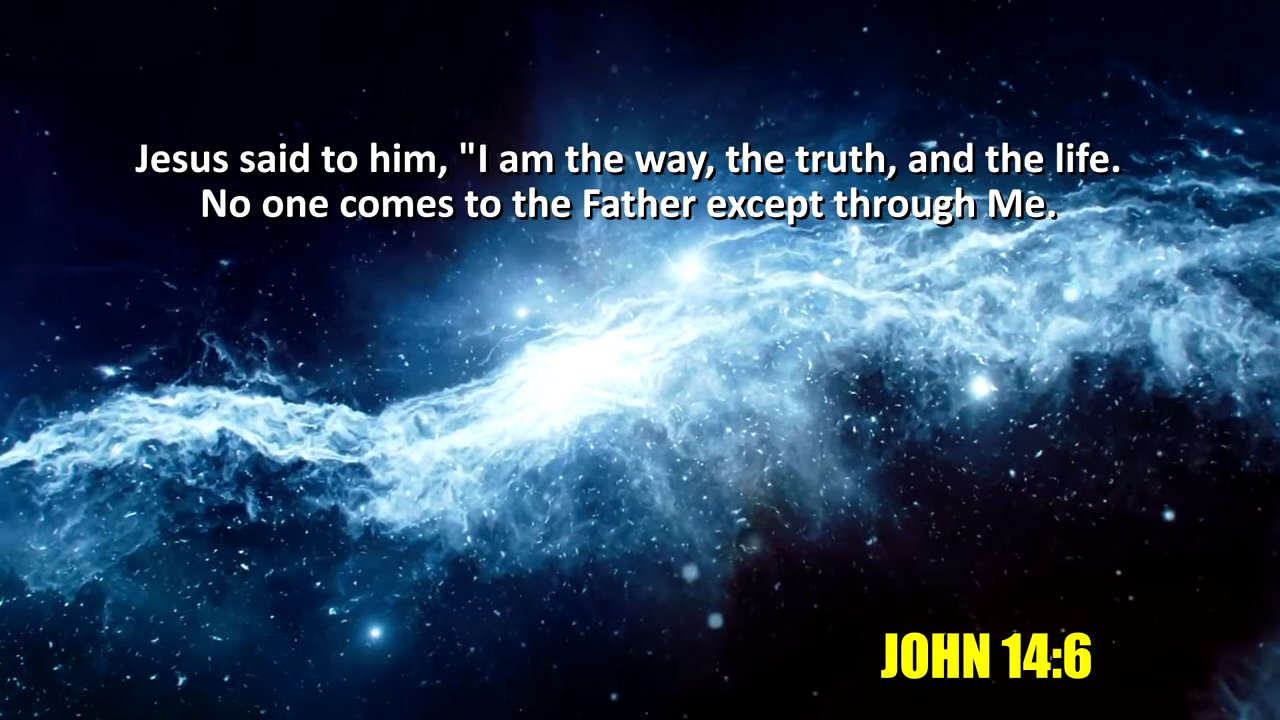 Jesus said to him, "I am the way, the truth, and the life.
No one comes to the Father except through Me.
JOHN 14:6